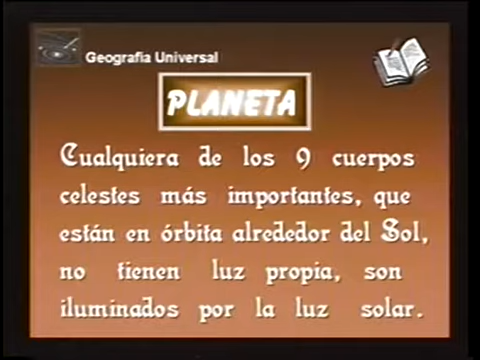 Geografía Universal
PLANETA
Cualquiera de los 9 cuerpos
celestes más importantes, que
están en órbita alrededor del Sol,
no tienen luz propia, son
iluminados por la luz solar.